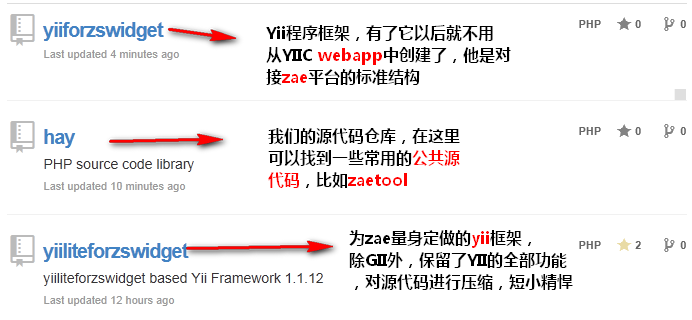 yiiforzswidget
Last updated 4 minutes ago
Yii程序框架，有了它以后就不用
从YIIC webapp中创建了，他是对
接zae平台的标准结构
PHP ★ 0 0
hay
PHP source code library
Last updated 10 minutes ago
我们的源代码仓库，在这里
可以找到一些常用的公共源
代码，比如zaetool
PHP ★ 0 0
yiiliteforzswidget
yiiliteforzswidget based Yii Framework 1.1.12
Last updated 12 hours ago
为zae量身定做的yii框架，
除GII外，保留了YII的全部功能
，对源代码进行压缩，短小精悍
PHP ★ 2 0